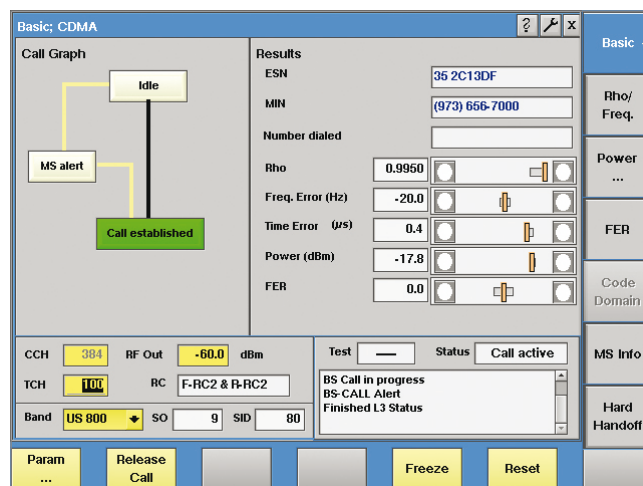 Basic; CDMA
? x
Basic
Call Graph
Results
Idle
MS alert
Call established
ESN 35 2C13DF
MIN (973) 656-7000
Number dialed
Rho 0.9950
Freq. Error (Hz) -20.0
Time Error (µs) 0.4
Power (dBm) -17.8
FER 0.0
Rho/
Freq.
Power
...
FER
Code
Domain
MS Info
Hard
Handoff
CCH 384 RF Out -60.0 dBm
TCH 100 RC F-RC2 & R-RC2
Band US 800 SO 9 SID 80
Test — Status Call active
BS Call in progress
BS-CALL Alert
Finished L3 Status
Param
...
Release
Call
Freeze
Reset